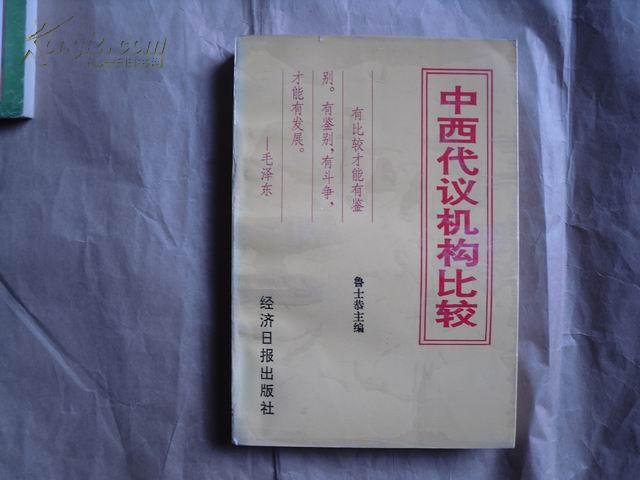 中西代议机构比较
有比较才能有鉴
别。有鉴别，有斗争，
才能有发展。
—毛泽东
鲁士恭主编
经济日报出版社